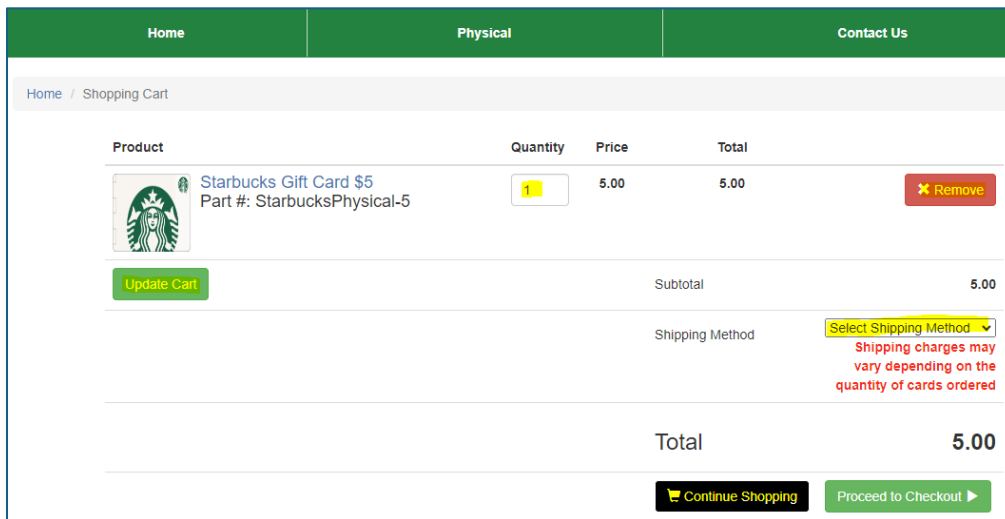 Home Physical Contact Us
Home / Shopping Cart
Product Quantity Price Total
Starbucks Gift Card $5 1 5.00 5.00 Remove
Part #: StarbucksPhysical-5
Update Cart Subtotal 5.00
Shipping Method Select Shipping Method
Shipping charges may
vary depending on the
quantity of cards ordered
Total 5.00
Continue Shopping Proceed to Checkout